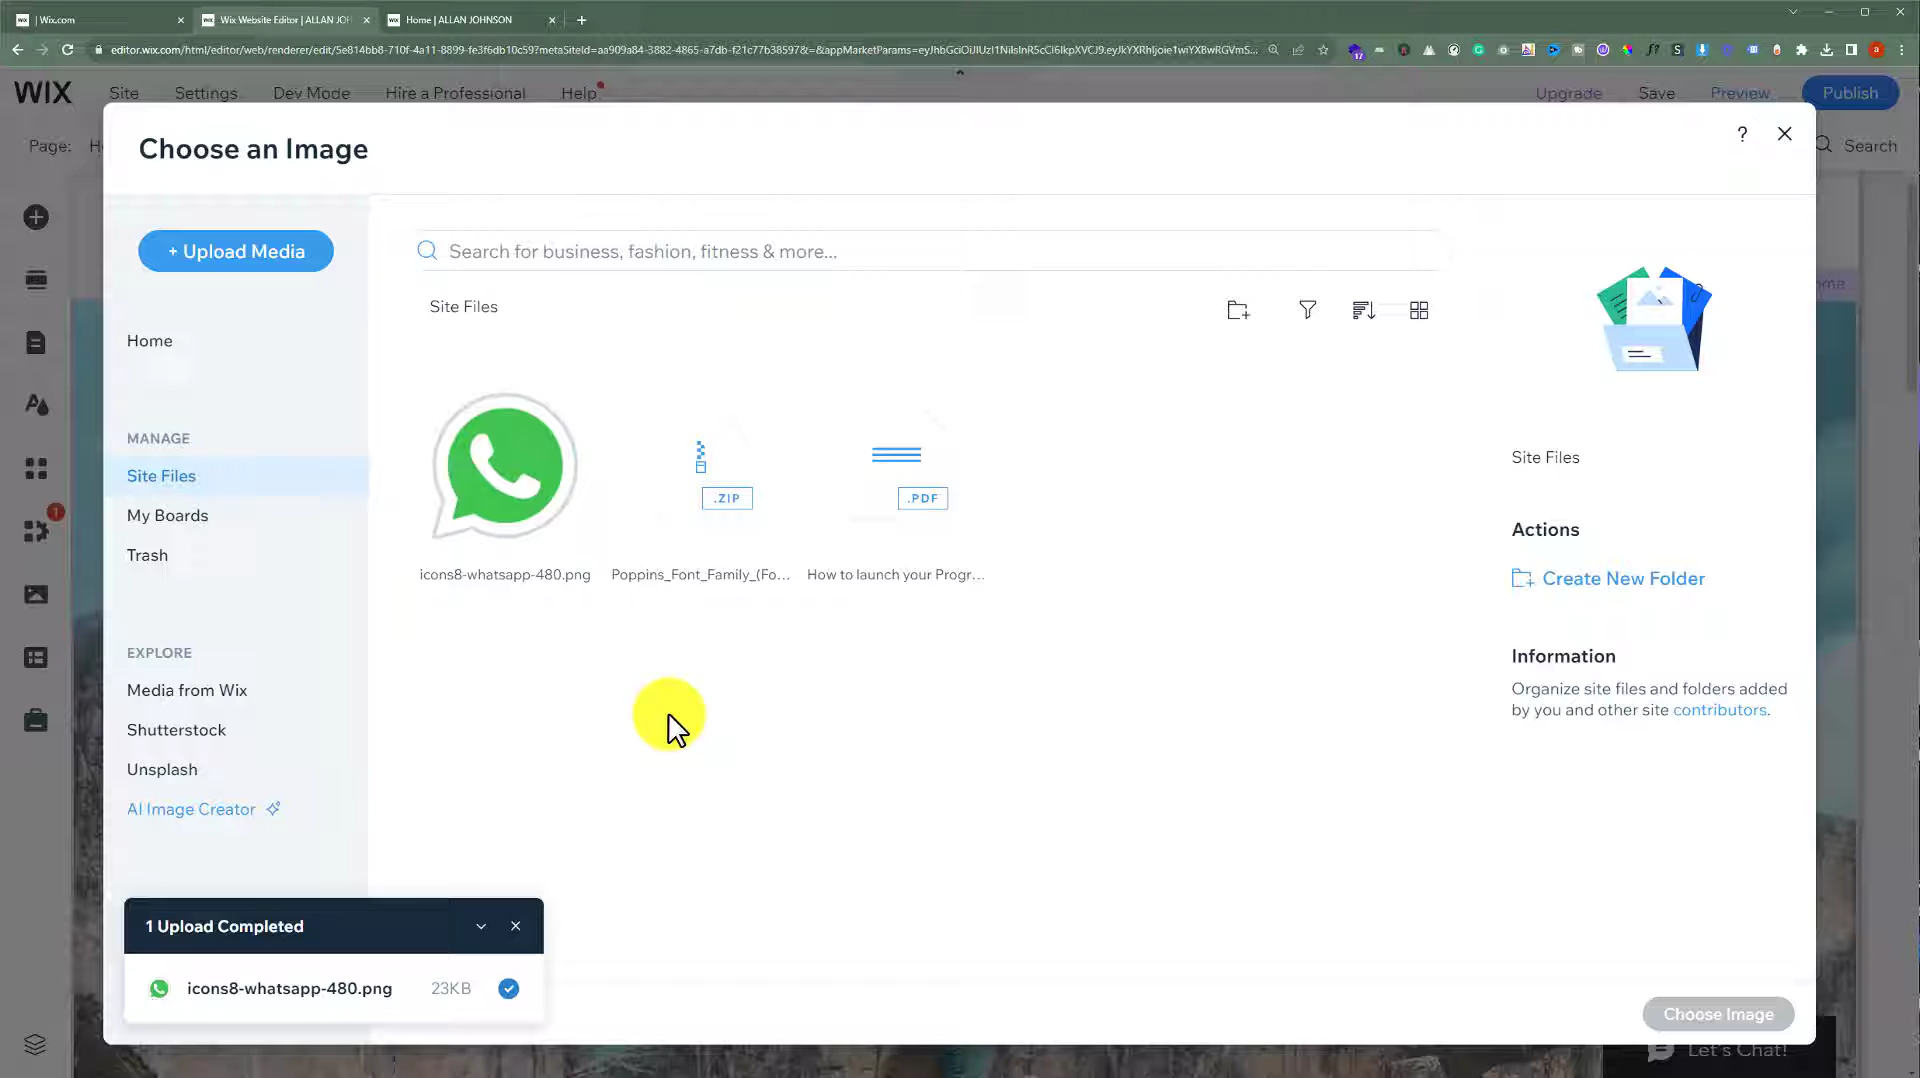 Wix.com
Wix Website Editor | ALLAN JOH
Home | ALLAN JOHNSON
WIX
Site
Settings
Dev Mode
Hire a Professional
Help
Upgrade
Save
Preview
Publish
Page:
Search
Choose an Image
?
+ Upload Media
Search for business, fashion, fitness & more...
Site Files
Home
MANAGE
Site Files
My Boards
Trash
.ZIP
.PDF
icons8-whatsapp-480.png
Poppins_Font_Family_(Fo...
How to launch your Progr...
Site Files
Actions
Create New Folder
Information
Organize site files and folders added
by you and other site contributors.
EXPLORE
Media from Wix
Shutterstock
Unsplash
AI Image Creator
1 Upload Completed
icons8-whatsapp-480.png
23KB
Choose Image
Let's Chat!